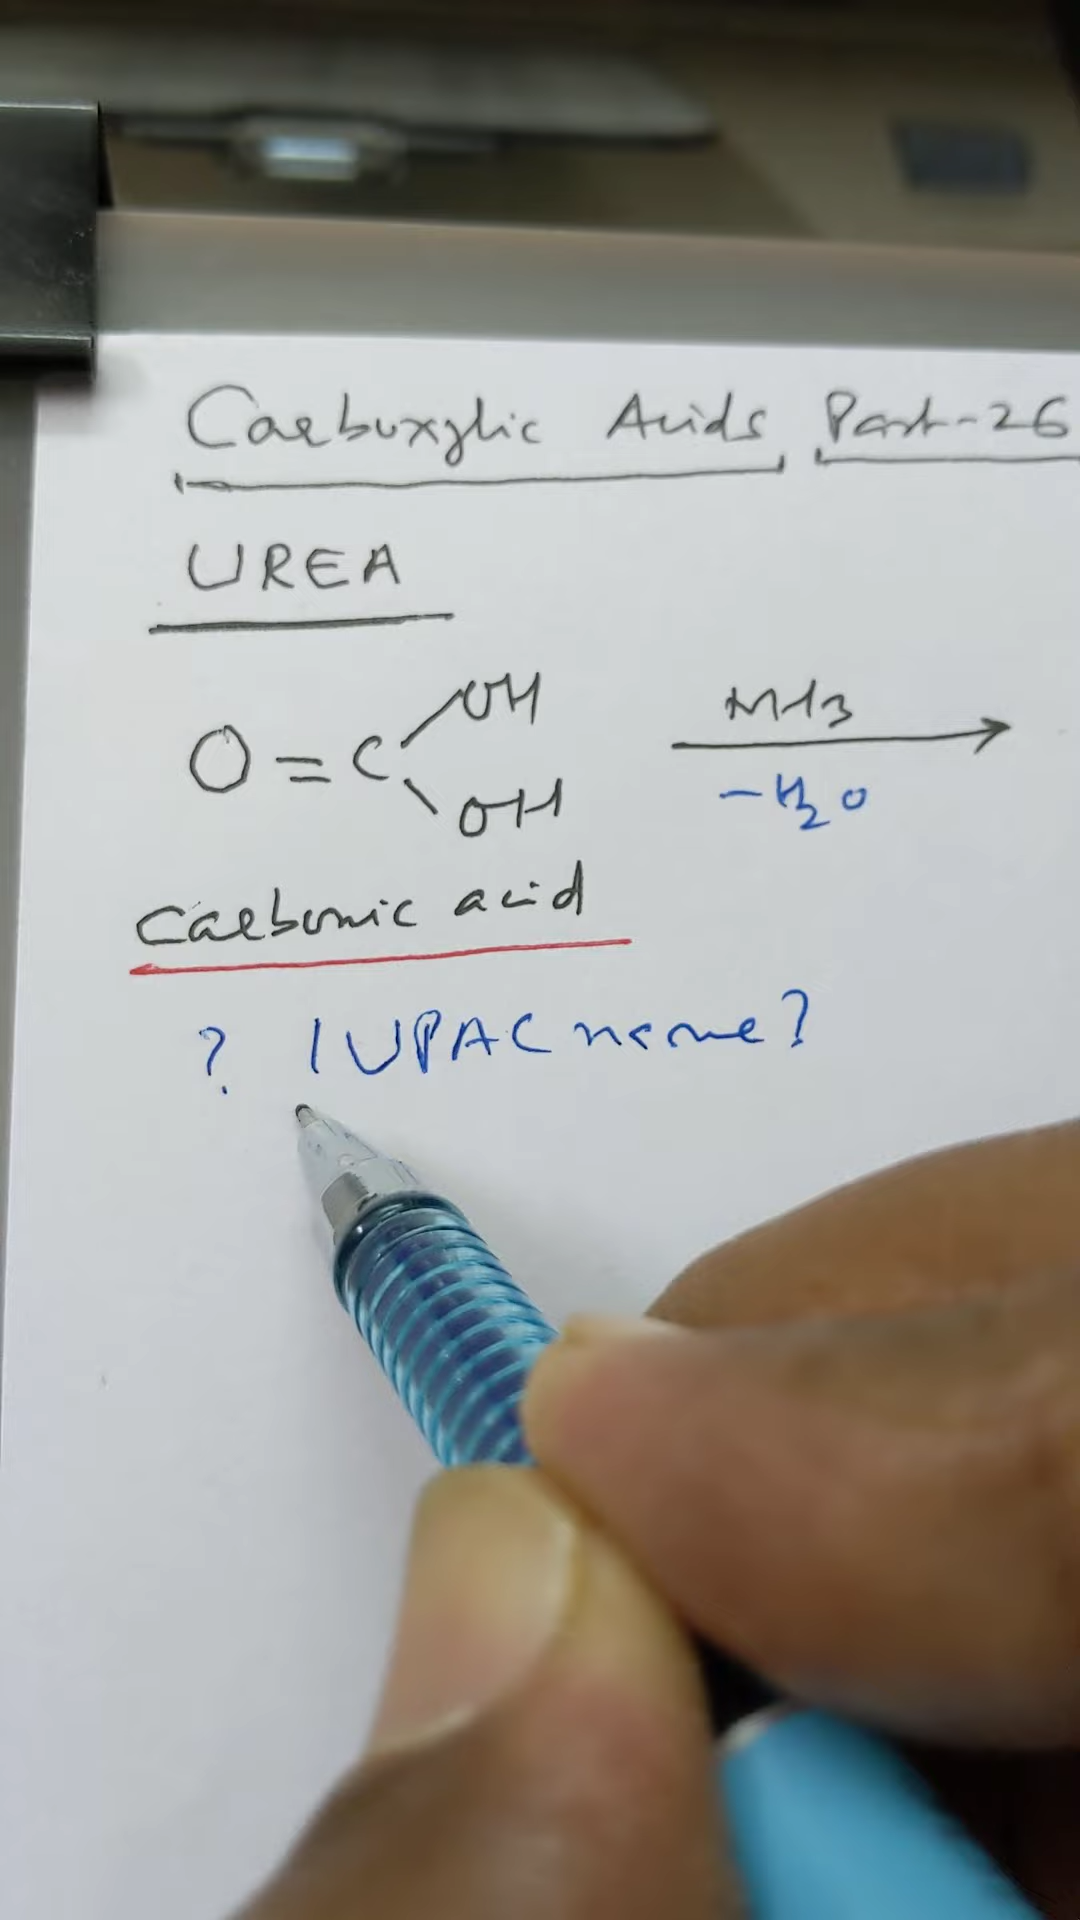 Carboxylic Acids Part-26
UREA
OH
O=C
OH
NH3
-H2O
Carbonic acid
? IUPAC name?